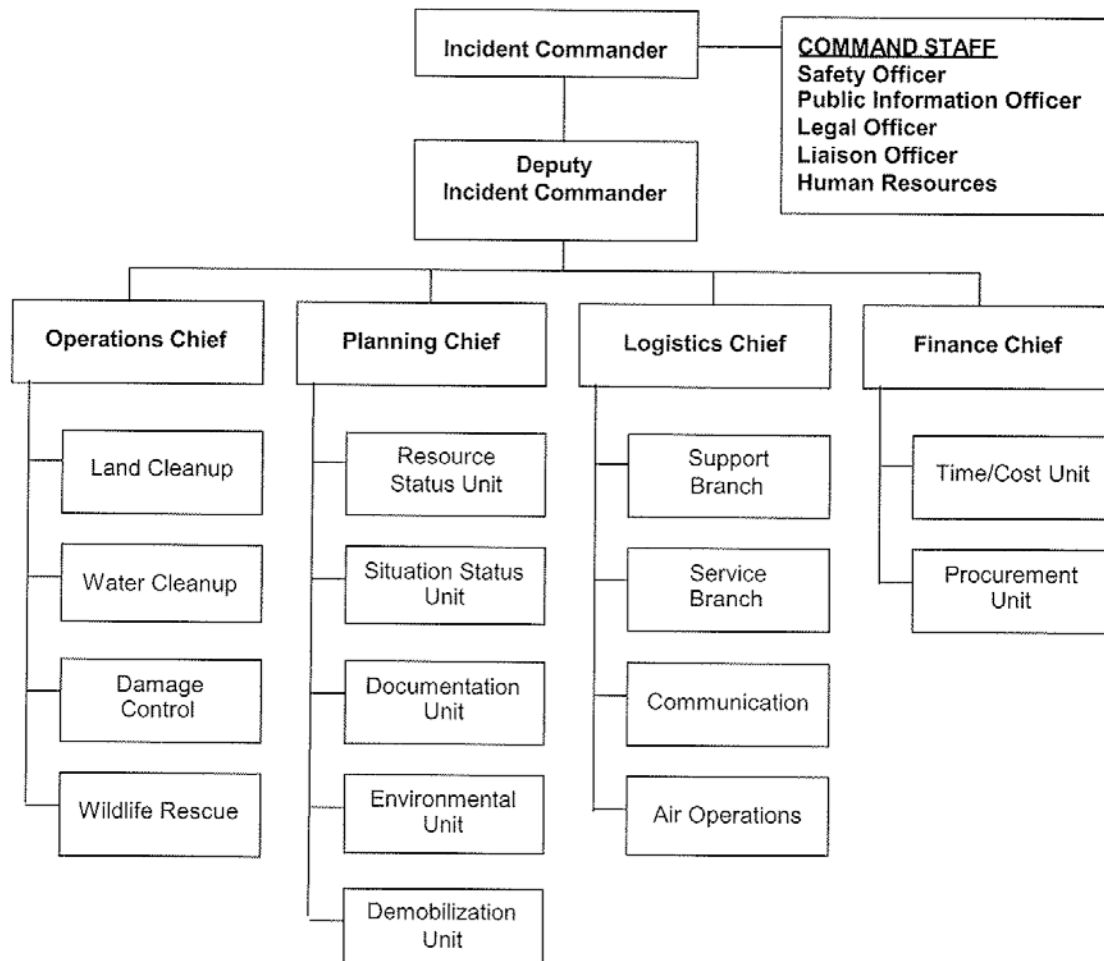 Incident Commander
COMMAND STAFF
Safety Officer
Public Information Officer
Legal Officer
Liaison Officer
Human Resources
Deputy
Incident Commander
Operations Chief
Planning Chief
Logistics Chief
Finance Chief
Land Cleanup
Water Cleanup
Damage
Control
Wildlife Rescue
Resource
Status Unit
Situation Status
Unit
Documentation
Unit
Environmental
Unit
Demobilization
Unit
Support
Branch
Service
Branch
Communication
Air Operations
Time/Cost Unit
Procurement
Unit